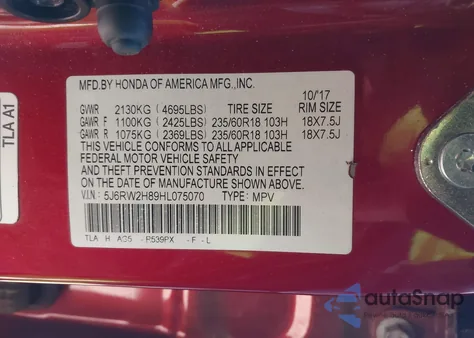 MFD.BY HONDA OF AMERICA MFG.,INC.
10/17
GVWR 2130KG (4695LBS) TIRE SIZE RIM SIZE
GAWR F 1100KG (2425LBS) 235/60R18 103H 18X7.5J
GAWR R 1075KG (2369LBS) 235/60R18 103H 18X7.5J
THIS VEHICLE CONFORMS TO ALL APPLICABLE
FEDERAL MOTOR VEHICLE SAFETY
AND THEFT PREVENTION STANDARDS IN EFFECT
ON THE DATE OF MANUFACTURE SHOWN ABOVE.
V.I.N.: 5J6RW2H89HL075070 TYPE: MPV
TLA H AG5 - R539PX - F - L
TLA A1
autoSnap